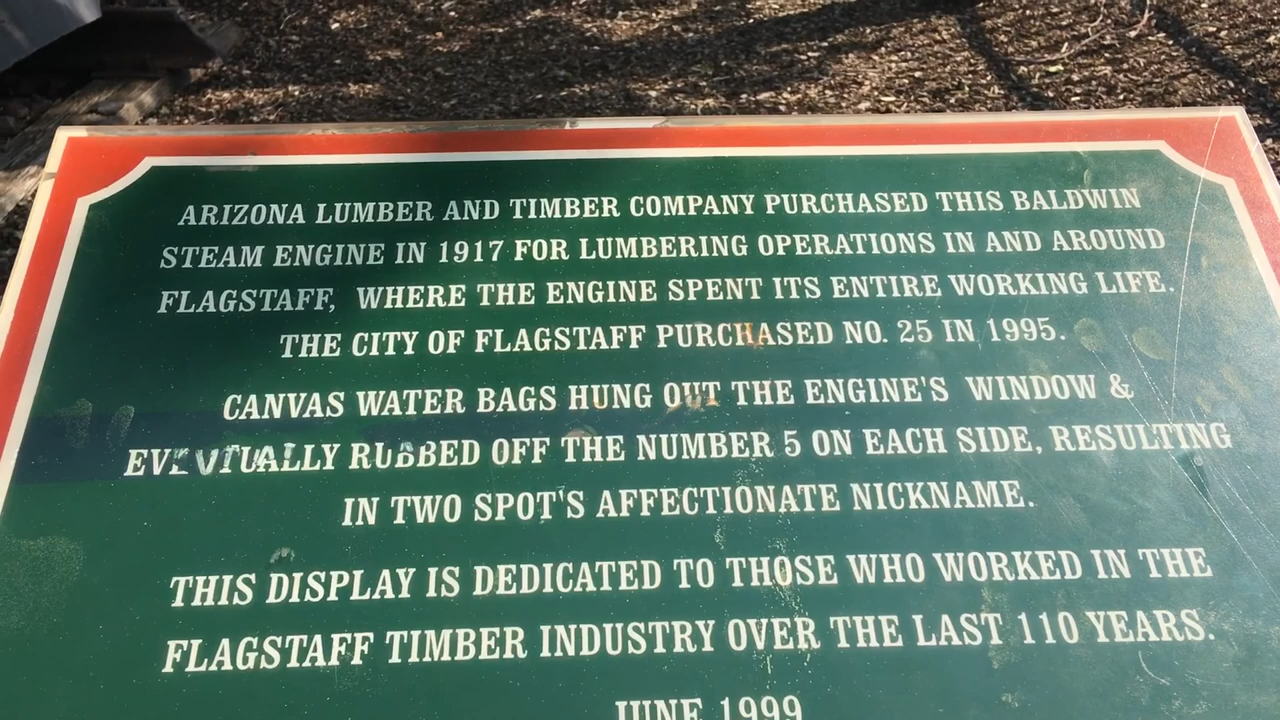 ARIZONA LUMBER AND TIMBER COMPANY PURCHASED THIS BALDWIN
STEAM ENGINE IN 1917 FOR LUMBERING OPERATIONS IN AND AROUND
FLAGSTAFF, WHERE THE ENGINE SPENT ITS ENTIRE WORKING LIFE.
THE CITY OF FLAGSTAFF PURCHASED NO. 25 IN 1995.
CANVAS WATER BAGS HUNG OUT THE ENGINE'S WINDOW &
EVENTUALLY RUBBED OFF THE NUMBER 5 ON EACH SIDE, RESULTING
IN TWO SPOT'S AFFECTIONATE NICKNAME.
THIS DISPLAY IS DEDICATED TO THOSE WHO WORKED IN THE
FLAGSTAFF TIMBER INDUSTRY OVER THE LAST 110 YEARS.
JUNE 1999